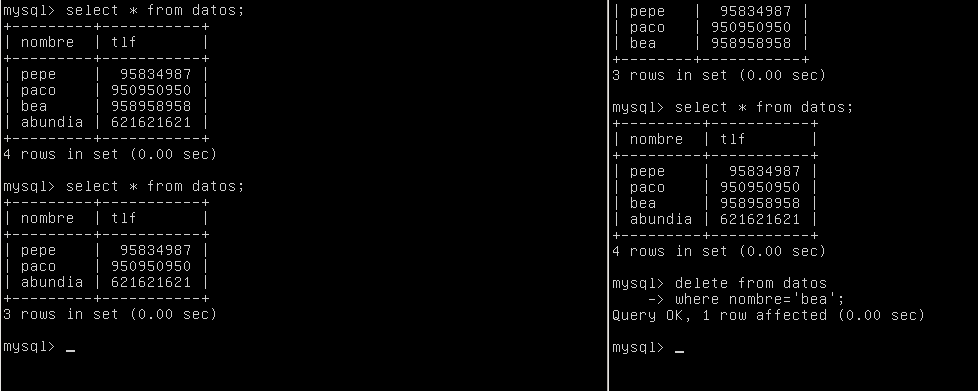 mysql> select * from datos;
+---------+-----------+
| nombre  | tlf       |
+---------+-----------+
| pepe    |  95834987 |
| paco    | 950950950 |
| bea     | 958958958 |
| abundia | 621621621 |
+---------+-----------+
4 rows in set (0.00 sec)
mysql> select * from datos;
+---------+-----------+
| nombre  | tlf       |
+---------+-----------+
| pepe    |  95834987 |
| paco    | 950950950 |
| abundia | 621621621 |
+---------+-----------+
3 rows in set (0.00 sec)
mysql> _
| pepe   |  95834987 |
| paco   | 950950950 |
| bea    | 958958958 |
+--------+-----------+
3 rows in set (0.00 sec)
mysql> select * from datos;
+---------+-----------+
| nombre  | tlf       |
+---------+-----------+
| pepe    |  95834987 |
| paco    | 950950950 |
| bea     | 958958958 |
| abundia | 621621621 |
+---------+-----------+
4 rows in set (0.00 sec)
mysql> delete from datos
    -> where nombre='bea';
Query OK, 1 row affected (0.00 sec)
mysql> _